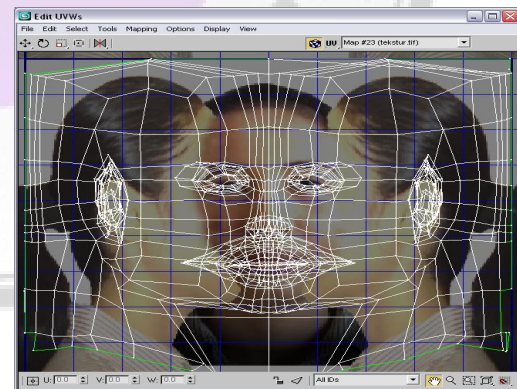 Edit UVWs
File Edit Select Tools Mapping Options Display View
UV Map #23 (tekstur.tif)
U: 0.0 V: 0.0 W: 0.0 All IDs